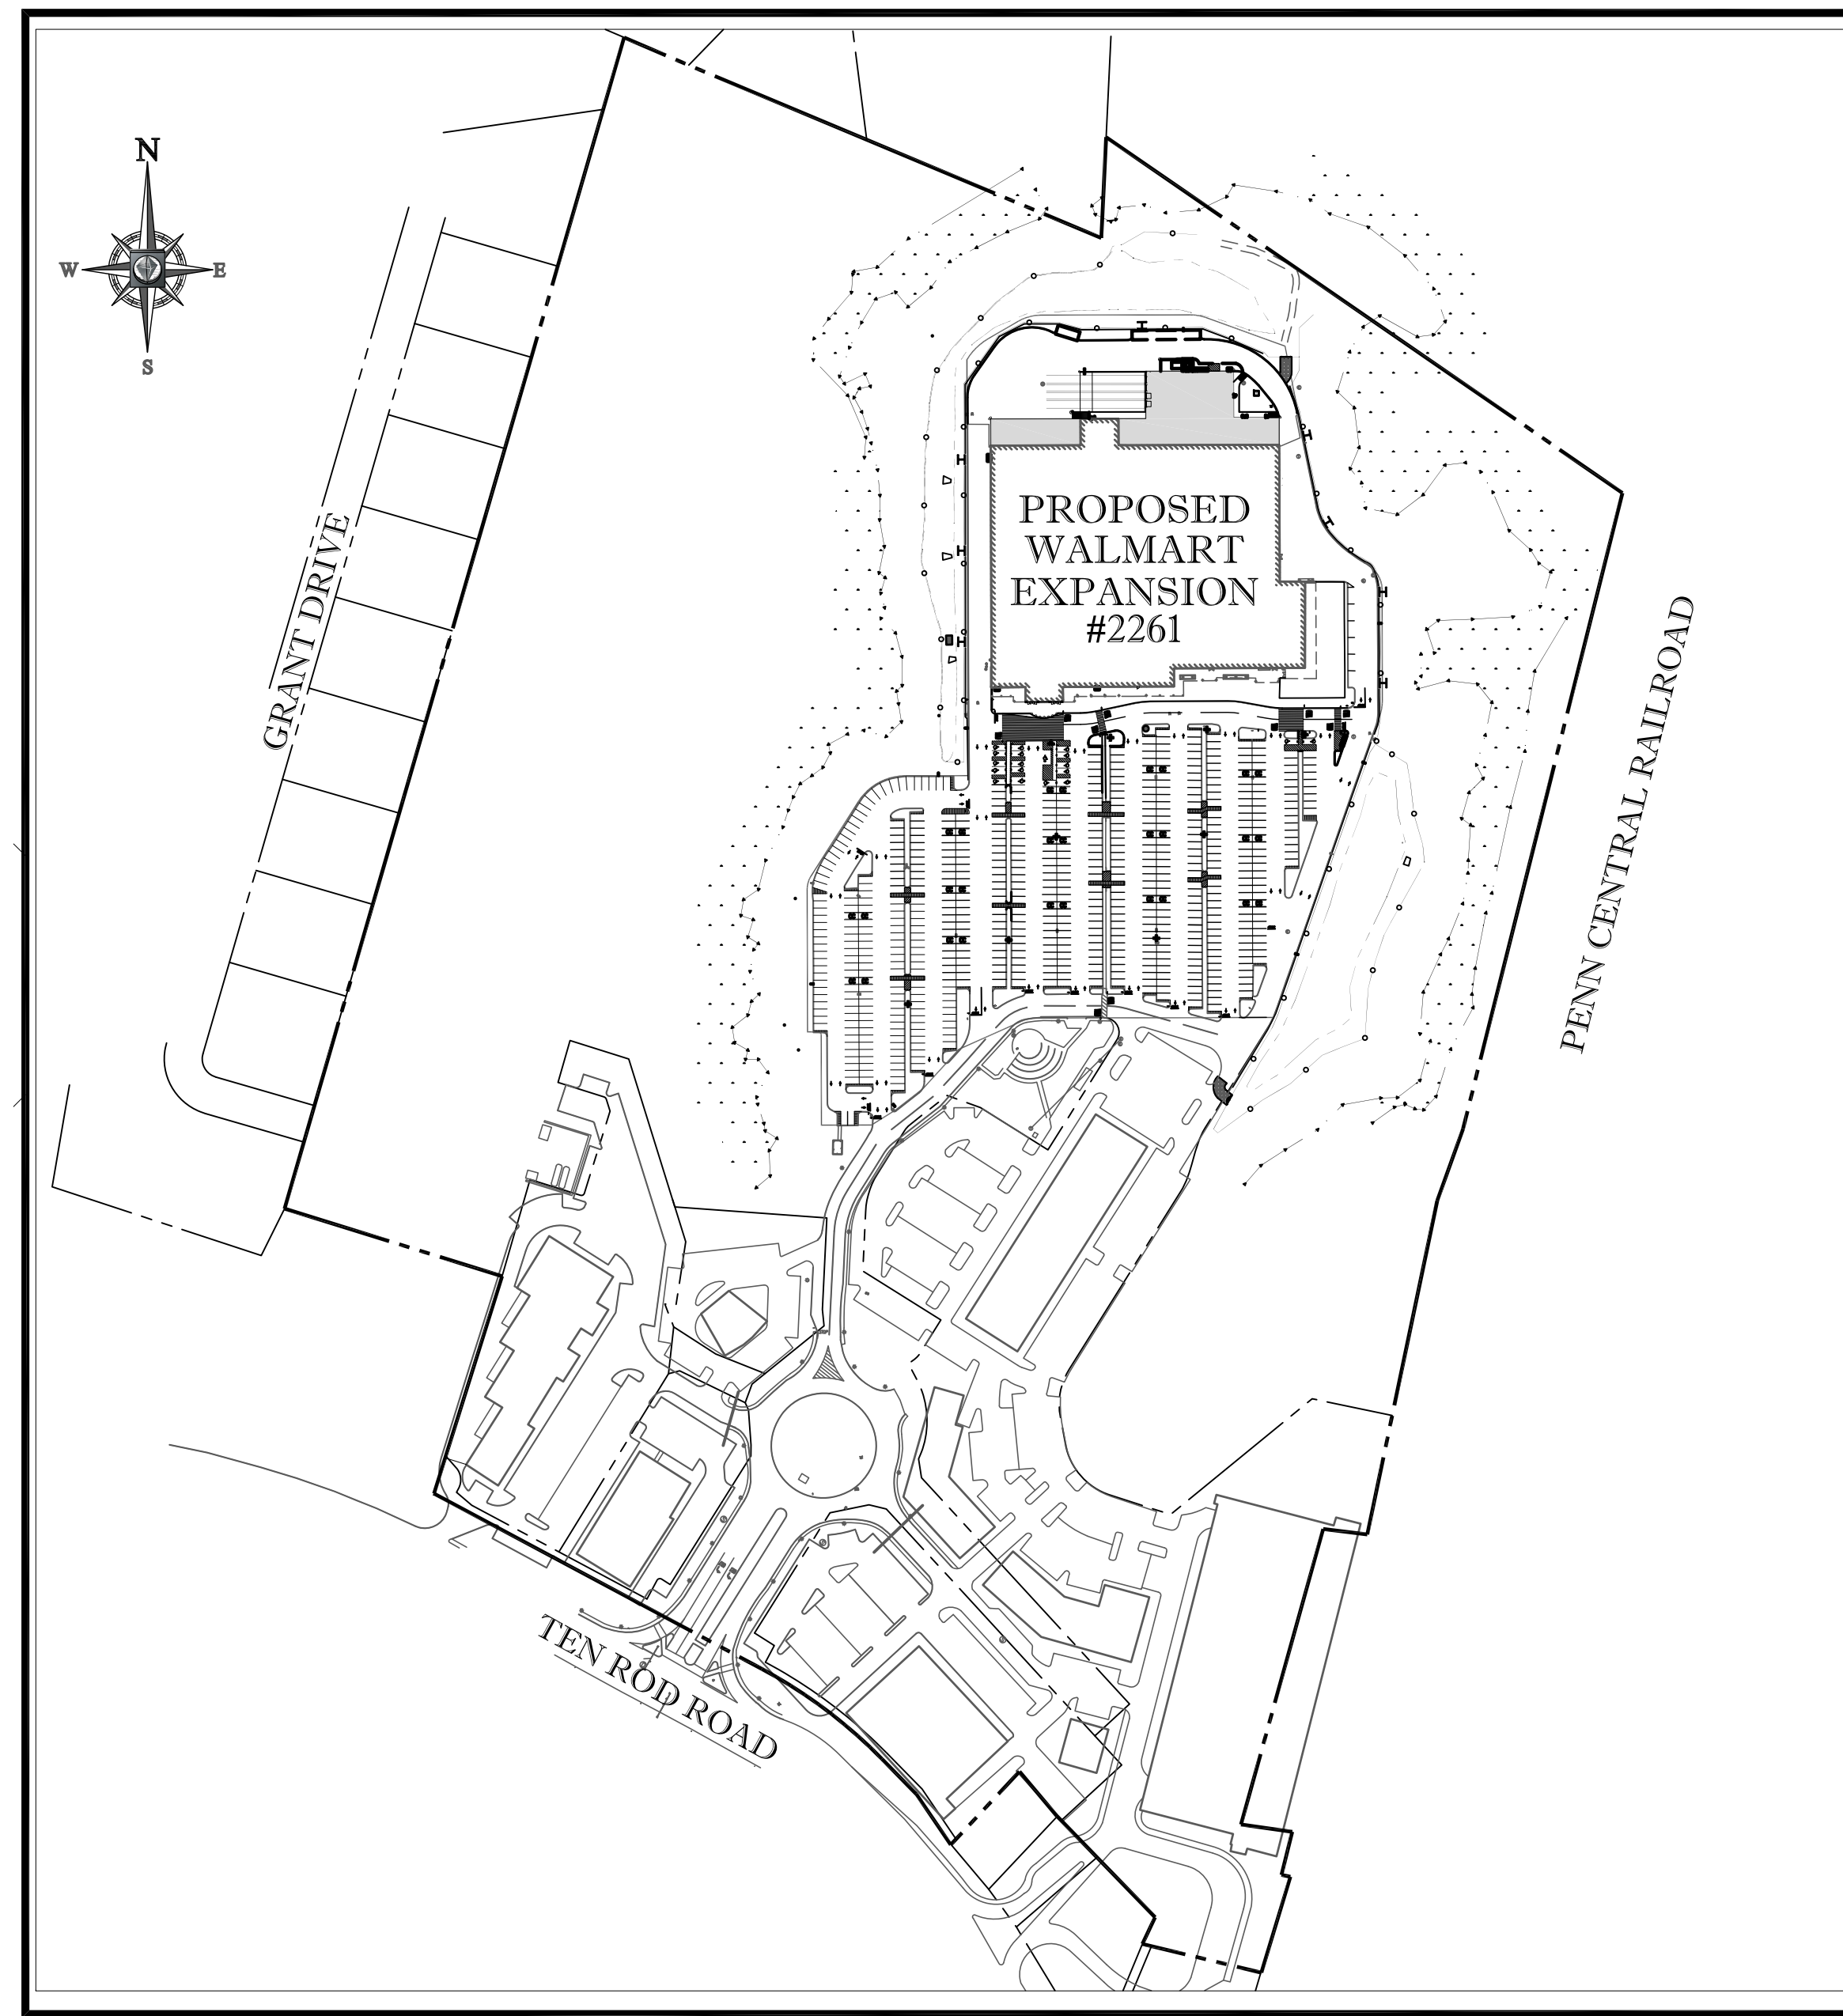 N
W
E
S
PROPOSED
WALMART
EXPANSION
#2261
GRANT DRIVE
PENN CENTRAL RAILROAD
TEN ROD ROAD